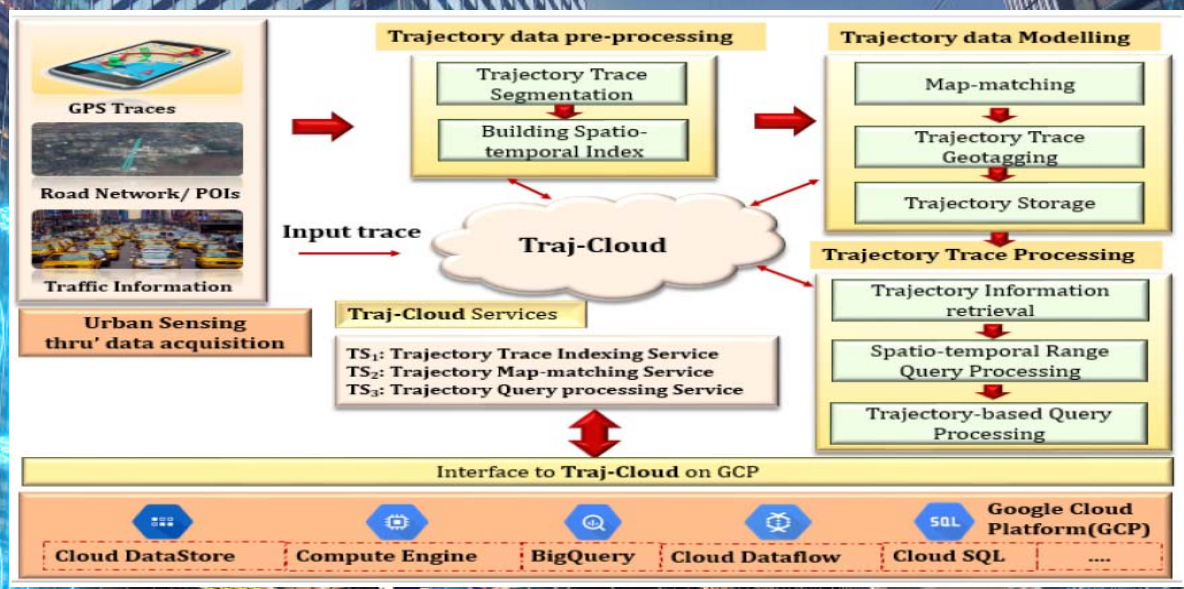 GPS Traces
Road Network/ POIs
Traffic Information
Urban Sensing
thru' data acquisition
Input trace
Trajectory data pre-processing
Trajectory Trace
Segmentation
Building Spatio-
temporal Index
Trajectory data Modelling
Map-matching
Trajectory Trace
Geotagging
Trajectory Storage
Traj-Cloud
Trajectory Trace Processing
Trajectory Information
retrieval
Spatio-temporal Range
Query Processing
Trajectory-based Query
Processing
Traj-Cloud Services
TS₁: Trajectory Trace Indexing Service
TS₂: Trajectory Map-matching Service
TS₃: Trajectory Query processing Service
Interface to Traj-Cloud on GCP
SQL
Google Cloud
Platform(GCP)
Cloud DataStore
Compute Engine
BigQuery
Cloud Dataflow
Cloud SQL
....